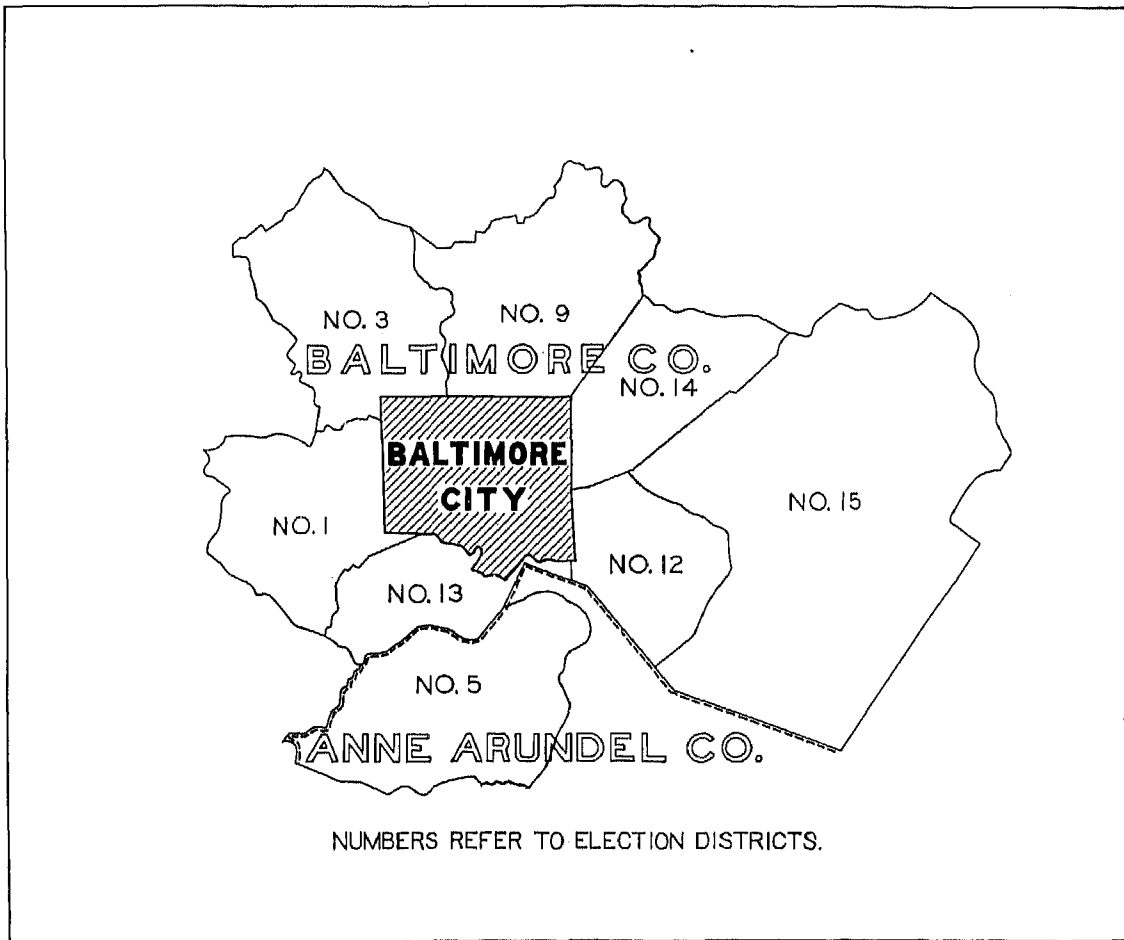 NO. 3
NO. 9
BALTIMORE CO.
NO. 14
BALTIMORE
CITY
NO. 15
NO. 1
NO. 12
NO. 13
NO. 5
ANNE ARUNDEL CO.
NUMBERS REFER TO ELECTION DISTRICTS.